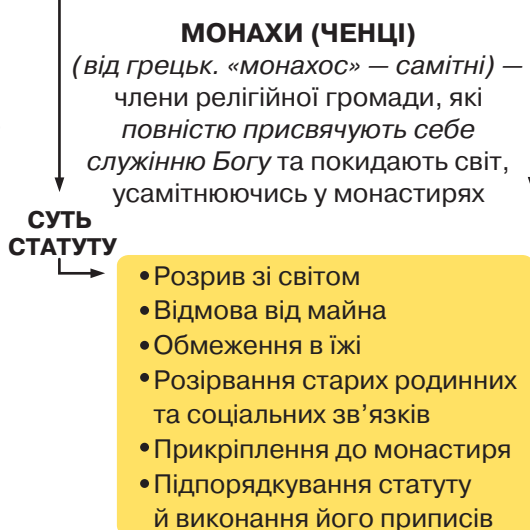 МОНАХИ (ЧЕНЦІ)
(від грецьк. «монахос» — самітні) —
члени релігійної громади, які
повністю присвячують себе
служінню Богу та покидають світ,
усамітнюючись у монастирях
СУТЬ
СТАТУТУ
• Розрив зі світом
• Відмова від майна
• Обмеження в їжі
• Розірвання старих родинних
та соціальних зв’язків
• Прикріплення до монастиря
• Підпорядкування статуту
й виконання його приписів